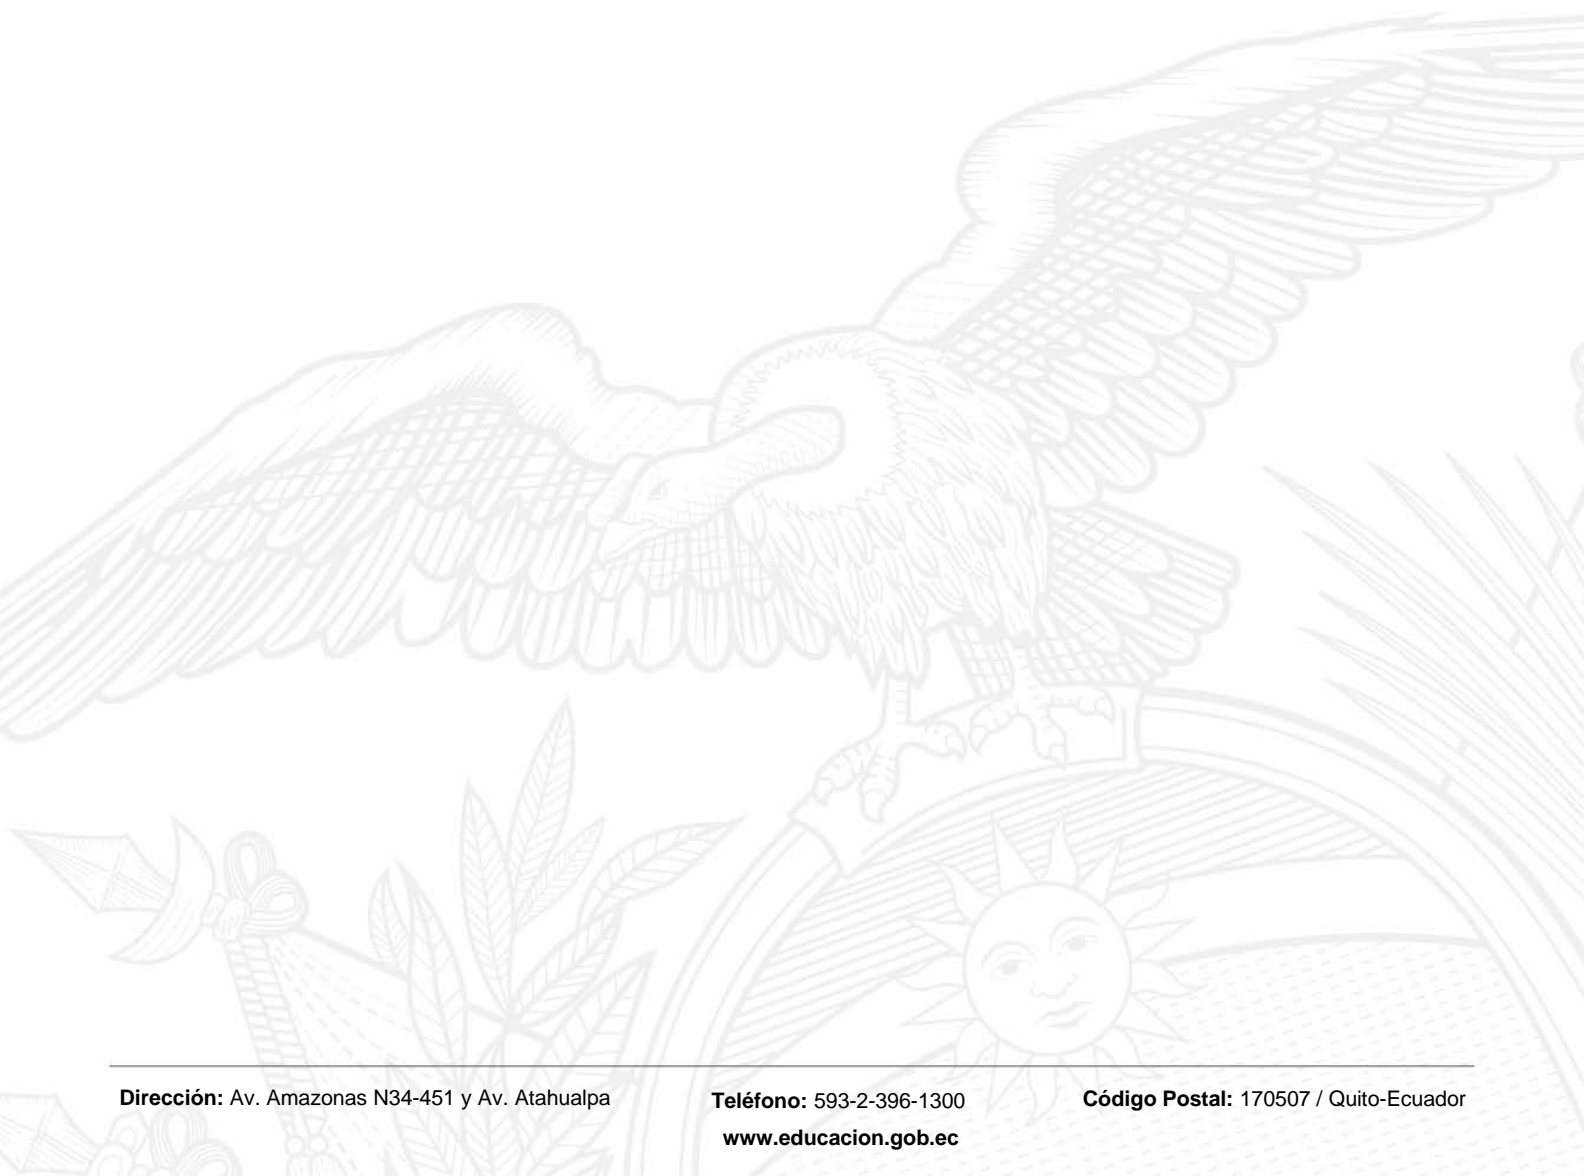 Dirección: Av. Amazonas N34-451 y Av. Atahualpa
Teléfono: 593-2-396-1300
Código Postal: 170507 / Quito-Ecuador
www.educacion.gob.ec